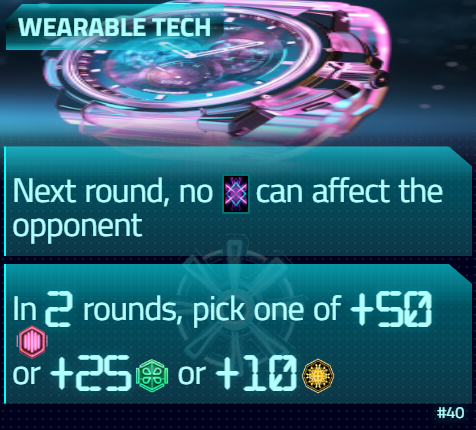 WEARABLE TECH
Next round, no can affect the
opponent
In 2 rounds, pick one of +50
or +25 or +10
#40